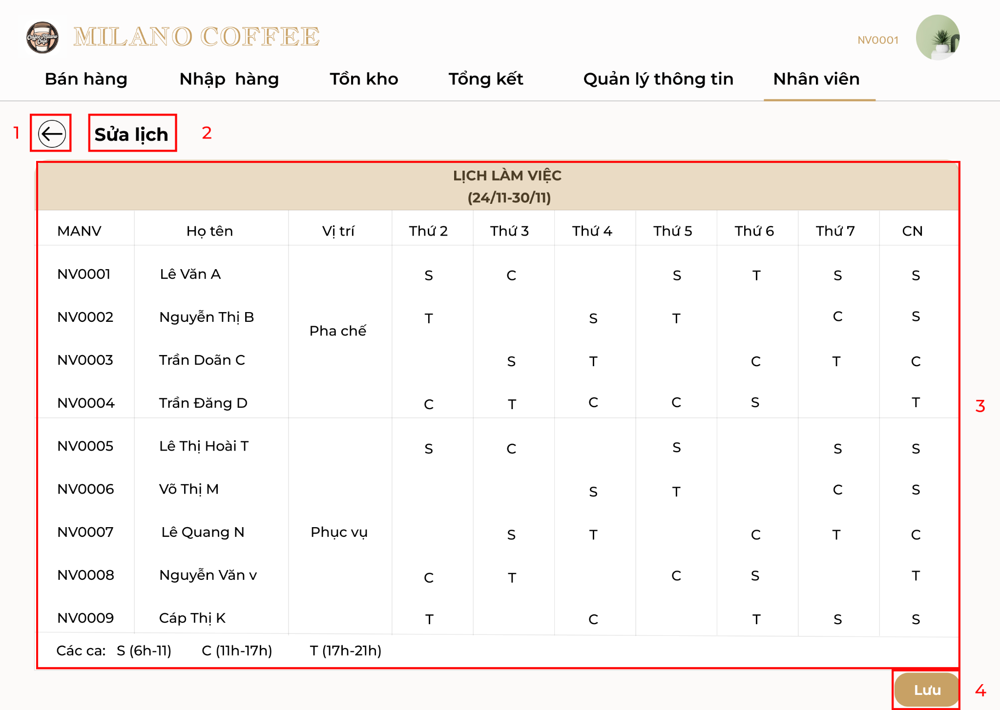 Coffee Milano
Cafe
MILANO COFFEE
NV0001
Bán hàng Nhập hàng Tồn kho Tổng kết Quản lý thông tin Nhân viên
1 Sửa lịch 2
LỊCH LÀM VIỆC
(24/11-30/11)
MANV Họ tên Vị trí Thứ 2 Thứ 3 Thứ 4 Thứ 5 Thứ 6 Thứ 7 CN
NV0001 Lê Văn A S C S T S S
NV0002 Nguyễn Thị B T S T C S
Pha chế
NV0003 Trần Doãn C S T C T C
NV0004 Trần Đăng D C T C C S T
3
NV0005 Lê Thị Hoài T S C S S S
NV0006 Võ Thị M S T C S
NV0007 Lê Quang N Phục vụ S T C T C
NV0008 Nguyễn Văn v C T C S T
NV0009 Cáp Thị K T C T S S
Các ca: S (6h-11) C (11h-17h) T (17h-21h)
Lưu 4